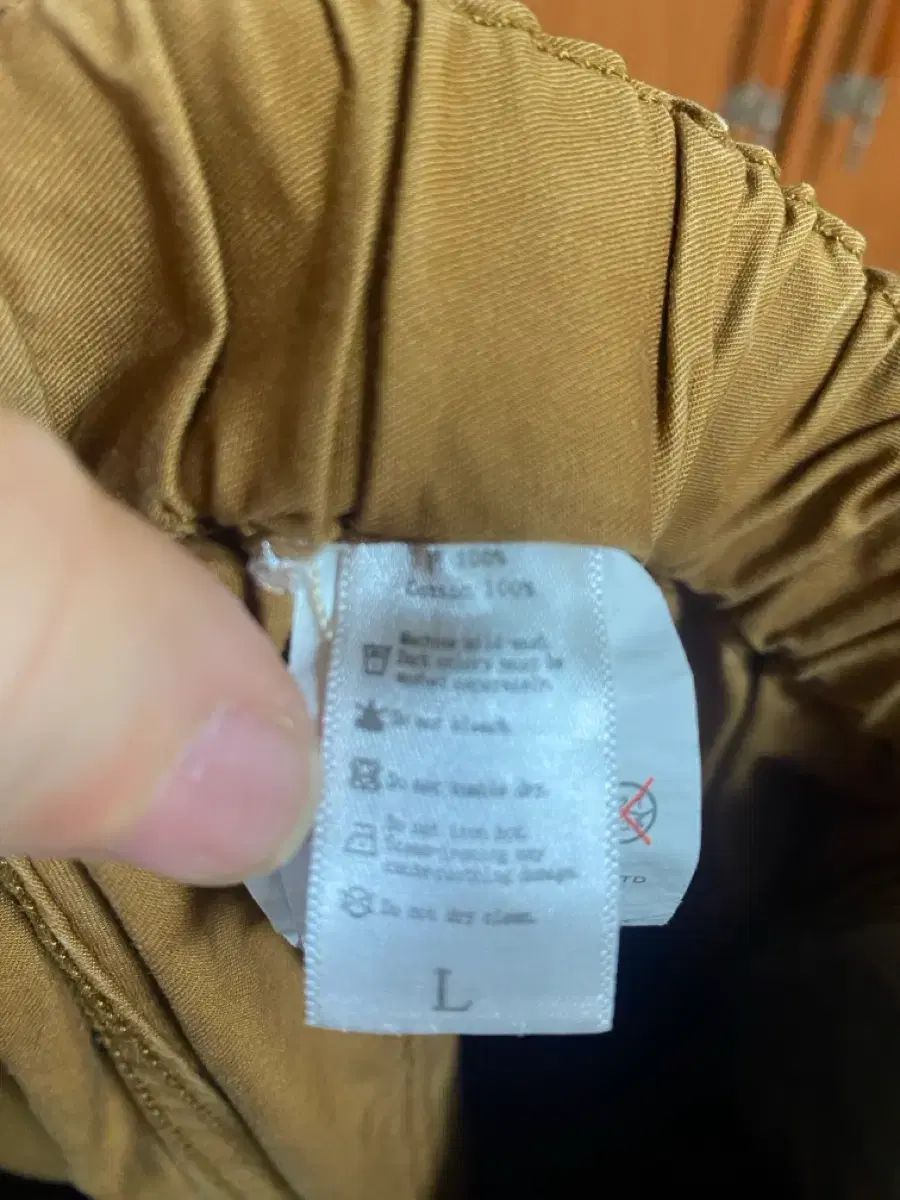 100%
Cotton 100%
Machine mild wash.
Dark colors must be
washed separately.
Do not bleach.
Do not tumble dry.
Do not iron hot.
Steam-ironing may
cause
damage.
Do not dry clean.
TD
L